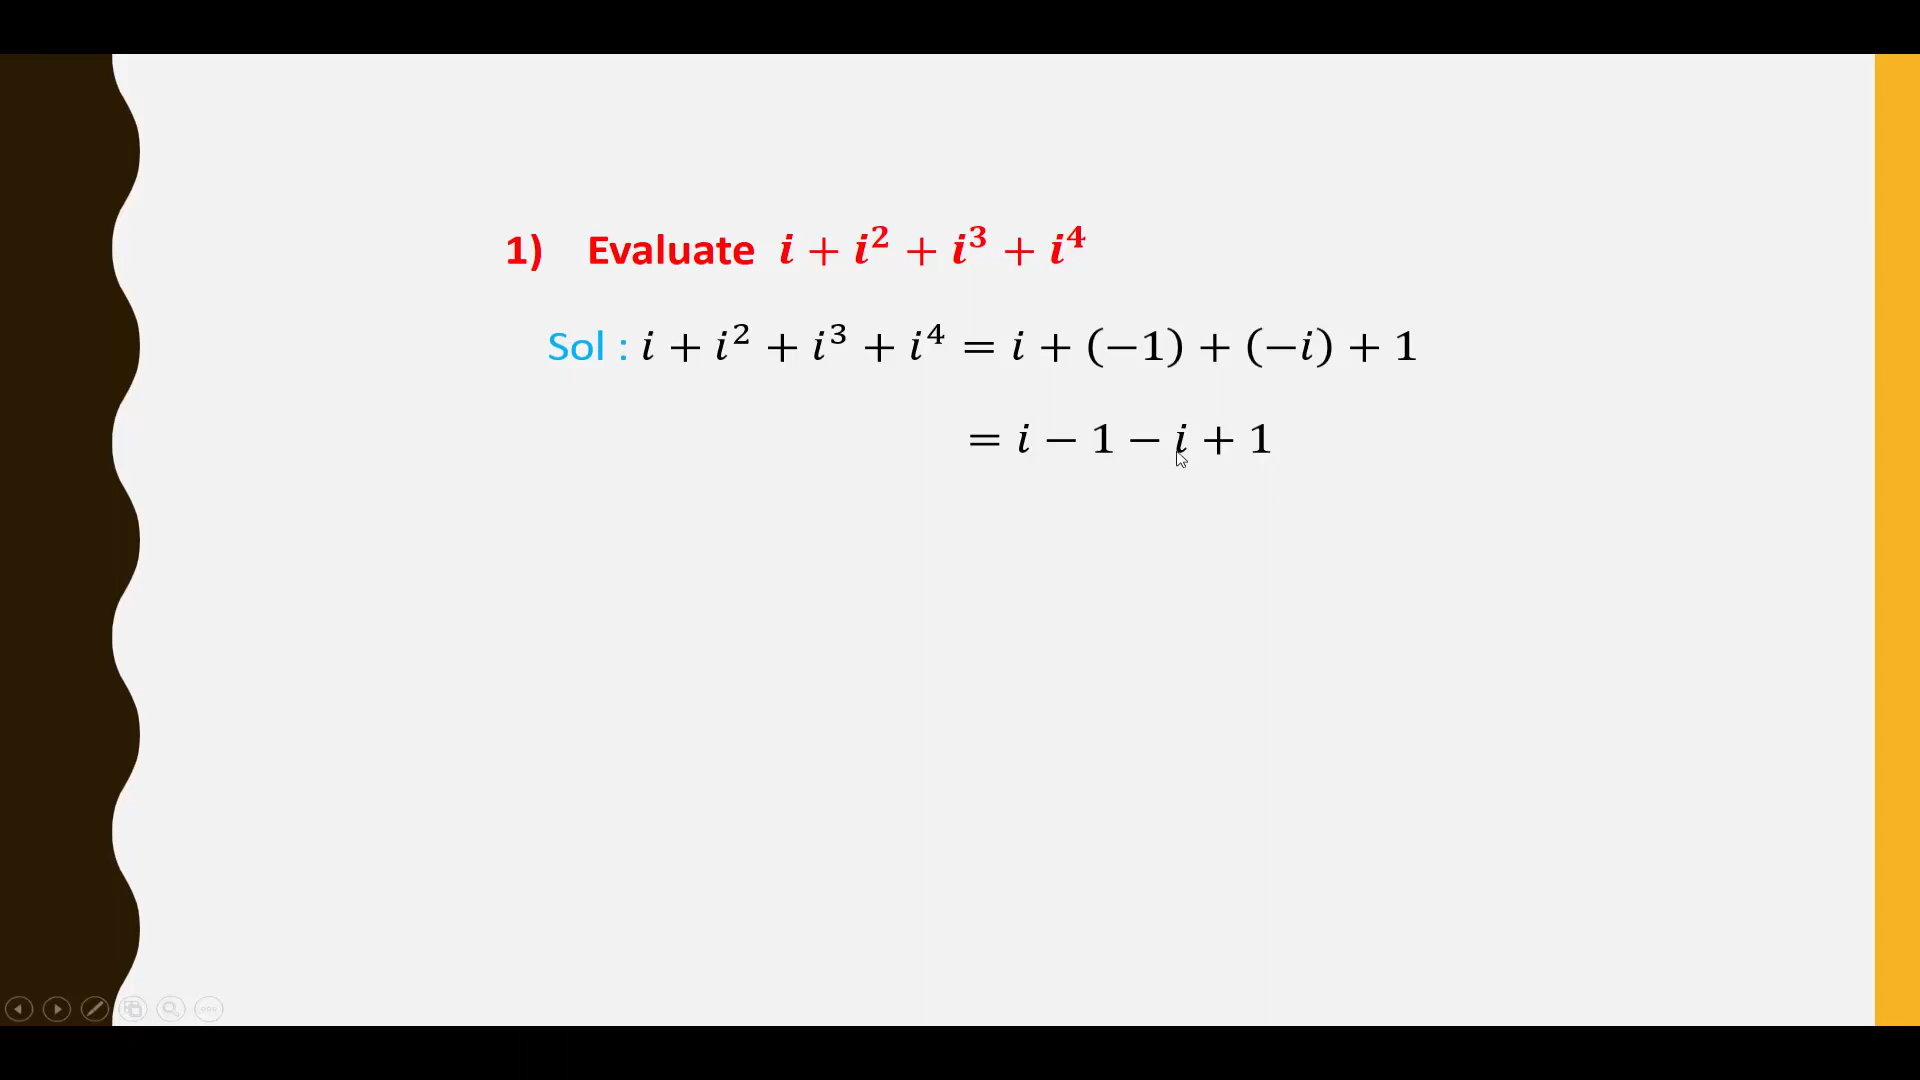 1) Evaluate 𝒊 + 𝒊² + 𝒊³ + 𝒊⁴
Sol : 𝑖 + 𝑖² + 𝑖³ + 𝑖⁴ = 𝑖 + (−1) + (−𝑖) + 1
= 𝑖 − 1 − 𝑖 + 1